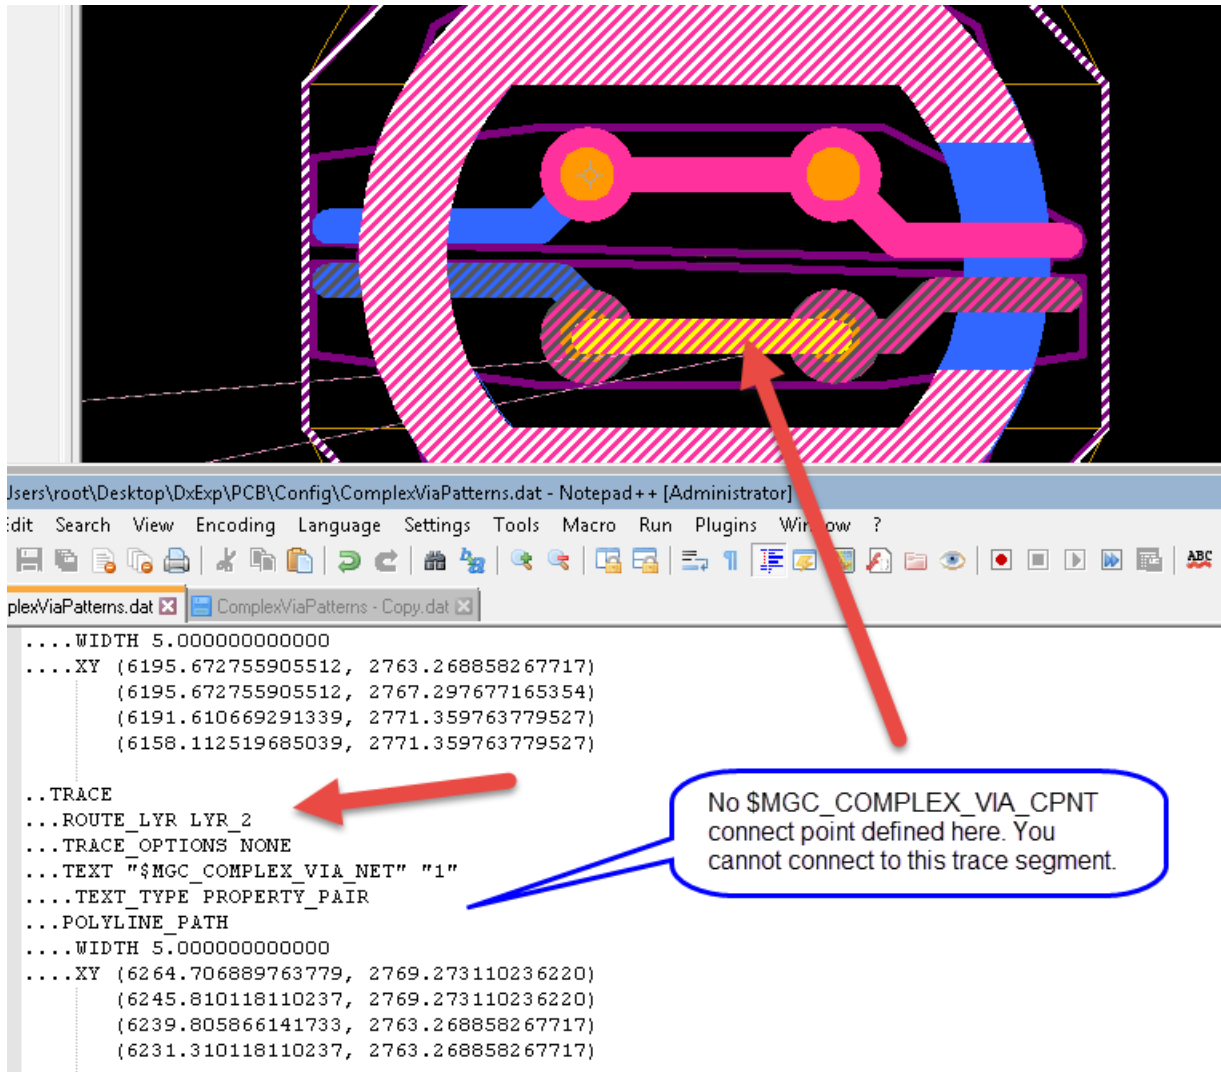 Jsers\root\Desktop\DxExp\PCB\Config\ComplexViaPatterns.dat - Notepad++ [Administrator]
Edit Search View Encoding Language Settings Tools Macro Run Plugins Window ?
ABC
plexViaPatterns.dat ComplexViaPatterns - Copy.dat
....WIDTH 5.000000000000
....XY (6195.672755905512, 2763.268858267717)
(6195.672755905512, 2767.297677165354)
(6191.610669291339, 2771.359763779527)
(6158.112519685039, 2771.359763779527)
..TRACE
...ROUTE_LYR LYR_2
...TRACE_OPTIONS NONE
...TEXT "$MGC_COMPLEX_VIA_NET" "1"
....TEXT_TYPE PROPERTY_PAIR
...POLYLINE_PATH
....WIDTH 5.000000000000
....XY (6264.706889763779, 2769.273110236220)
(6245.810118110237, 2769.273110236220)
(6239.805866141733, 2763.268858267717)
(6231.310118110237, 2763.268858267717)
No $MGC_COMPLEX_VIA_CPNT
connect point defined here. You
cannot connect to this trace segment.